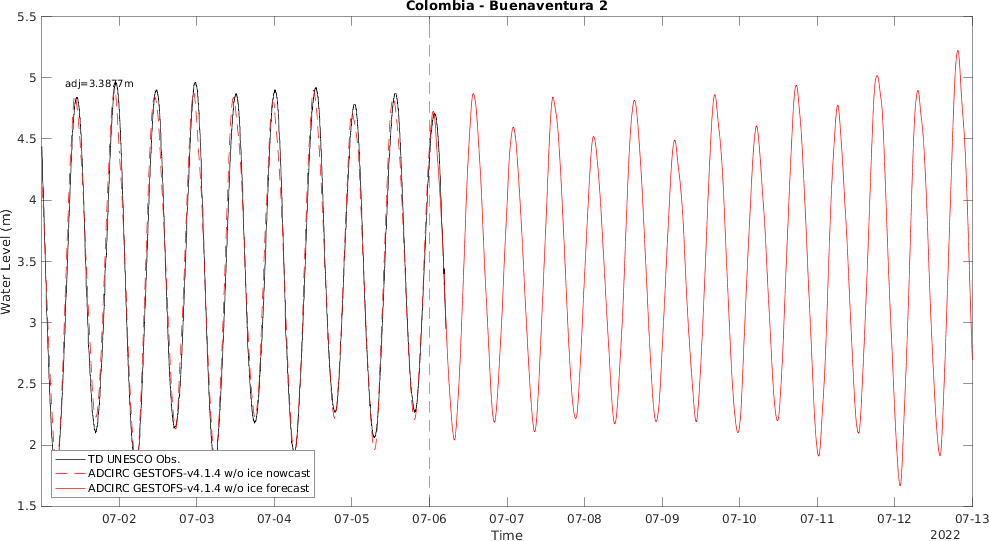 Colombia - Buenaventura 2
5.5
5
4.5
4
3.5
3
2.5
2
1.5
Water Level (m)
adj=3.3877m
TD UNESCO Obs.
ADCIRC GESTOFS-v4.1.4 w/o ice nowcast
ADCIRC GESTOFS-v4.1.4 w/o ice forecast
07-02 07-03 07-04 07-05 07-06 07-07 07-08 07-09 07-10 07-11 07-12 07-13
Time
2022